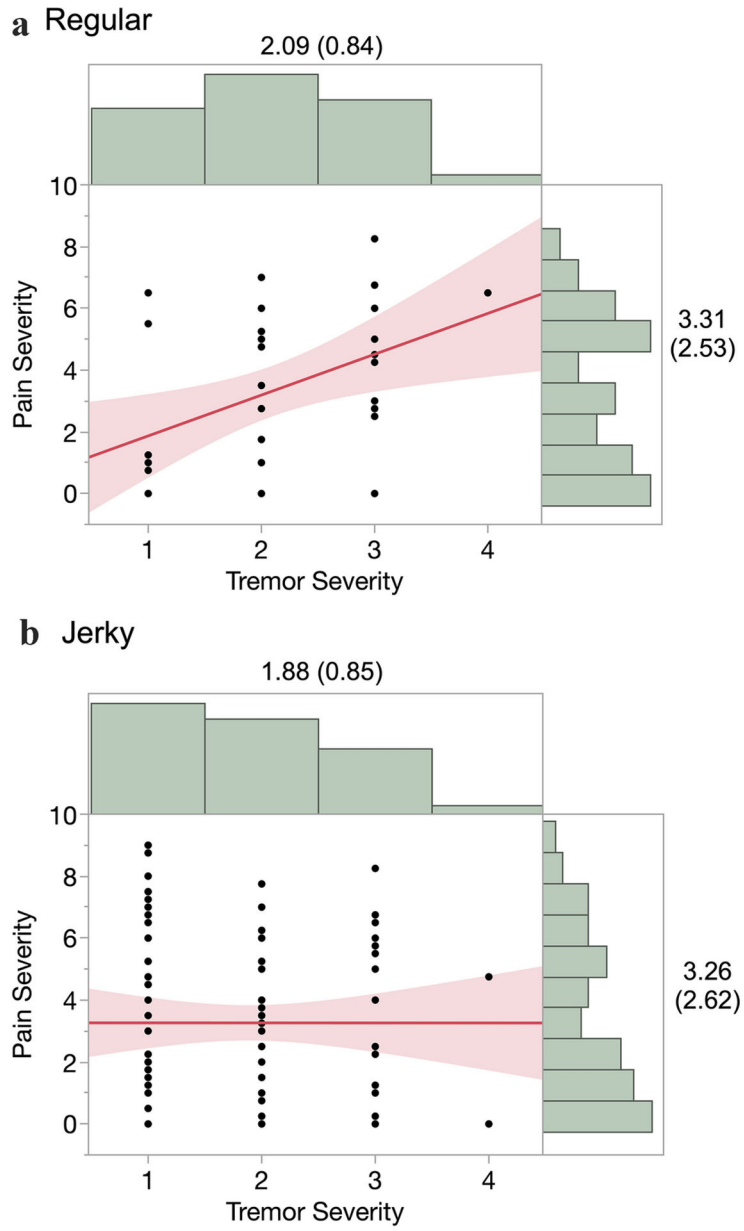 a Regular
2.09 (0.84)
10
8
6
4
2
0
Pain Severity
3.31
(2.53)
1 2 3 4
Tremor Severity
b Jerky
1.88 (0.85)
10
8
6
4
2
0
Pain Severity
3.26
(2.62)
1 2 3 4
Tremor Severity